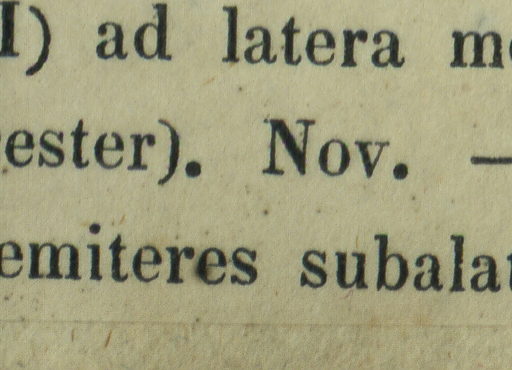 I) ad latera m
ester). Nov. —
emiteres subala